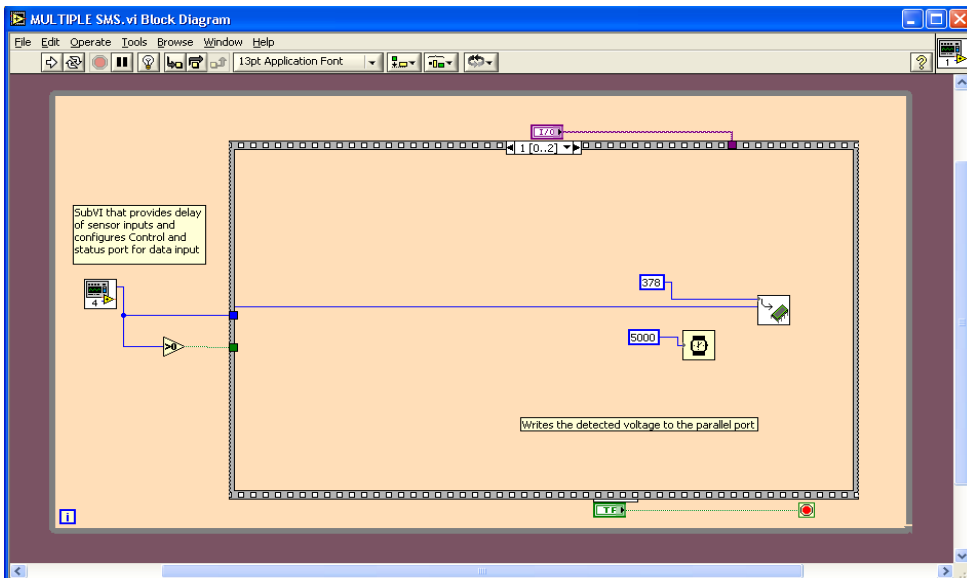 MULTIPLE SMS.vi Block Diagram
File Edit Operate Tools Browse Window Help
13pt Application Font
?
1
I/O
1 [0..2]
SubVI that provides delay
of sensor inputs and
configures Control and
status port for data input
4
378
>0
5000
Writes the detected voltage to the parallel port
i
TF